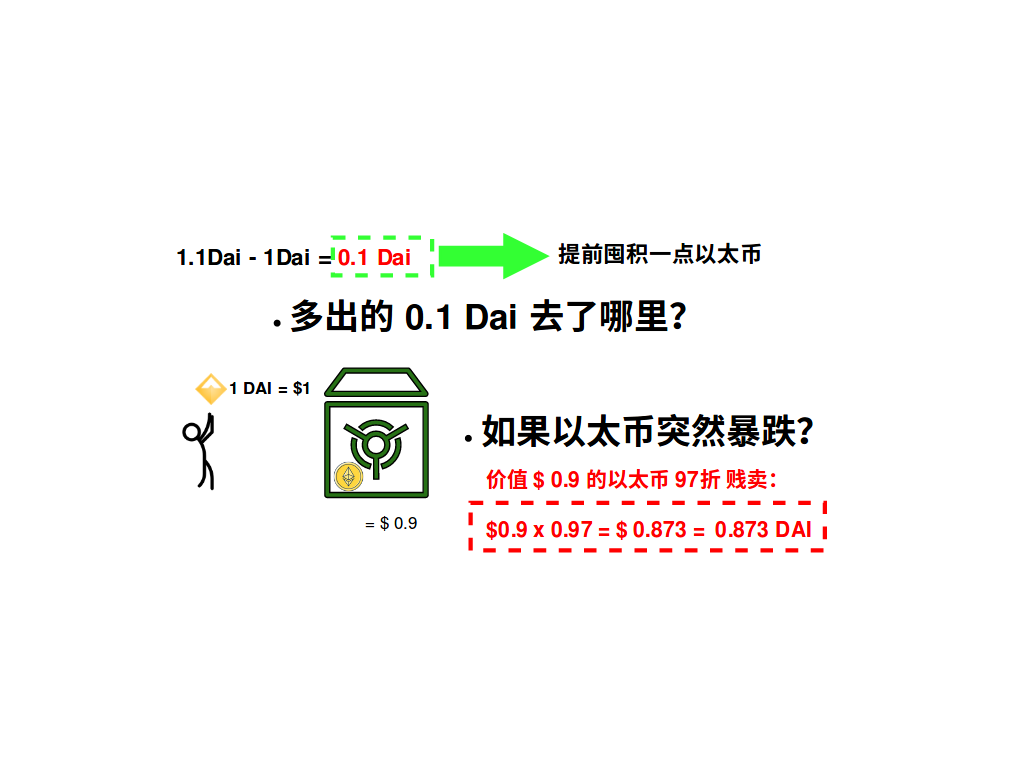 1.1Dai - 1Dai = 0.1 Dai 提前囤积一点以太币
• 多出的 0.1 Dai 去了哪里？
1 DAI = $1
• 如果以太币突然暴跌？
价值 $ 0.9 的以太币 97折 贱卖：
= $ 0.9
$0.9 x 0.97 = $ 0.873 = 0.873 DAI